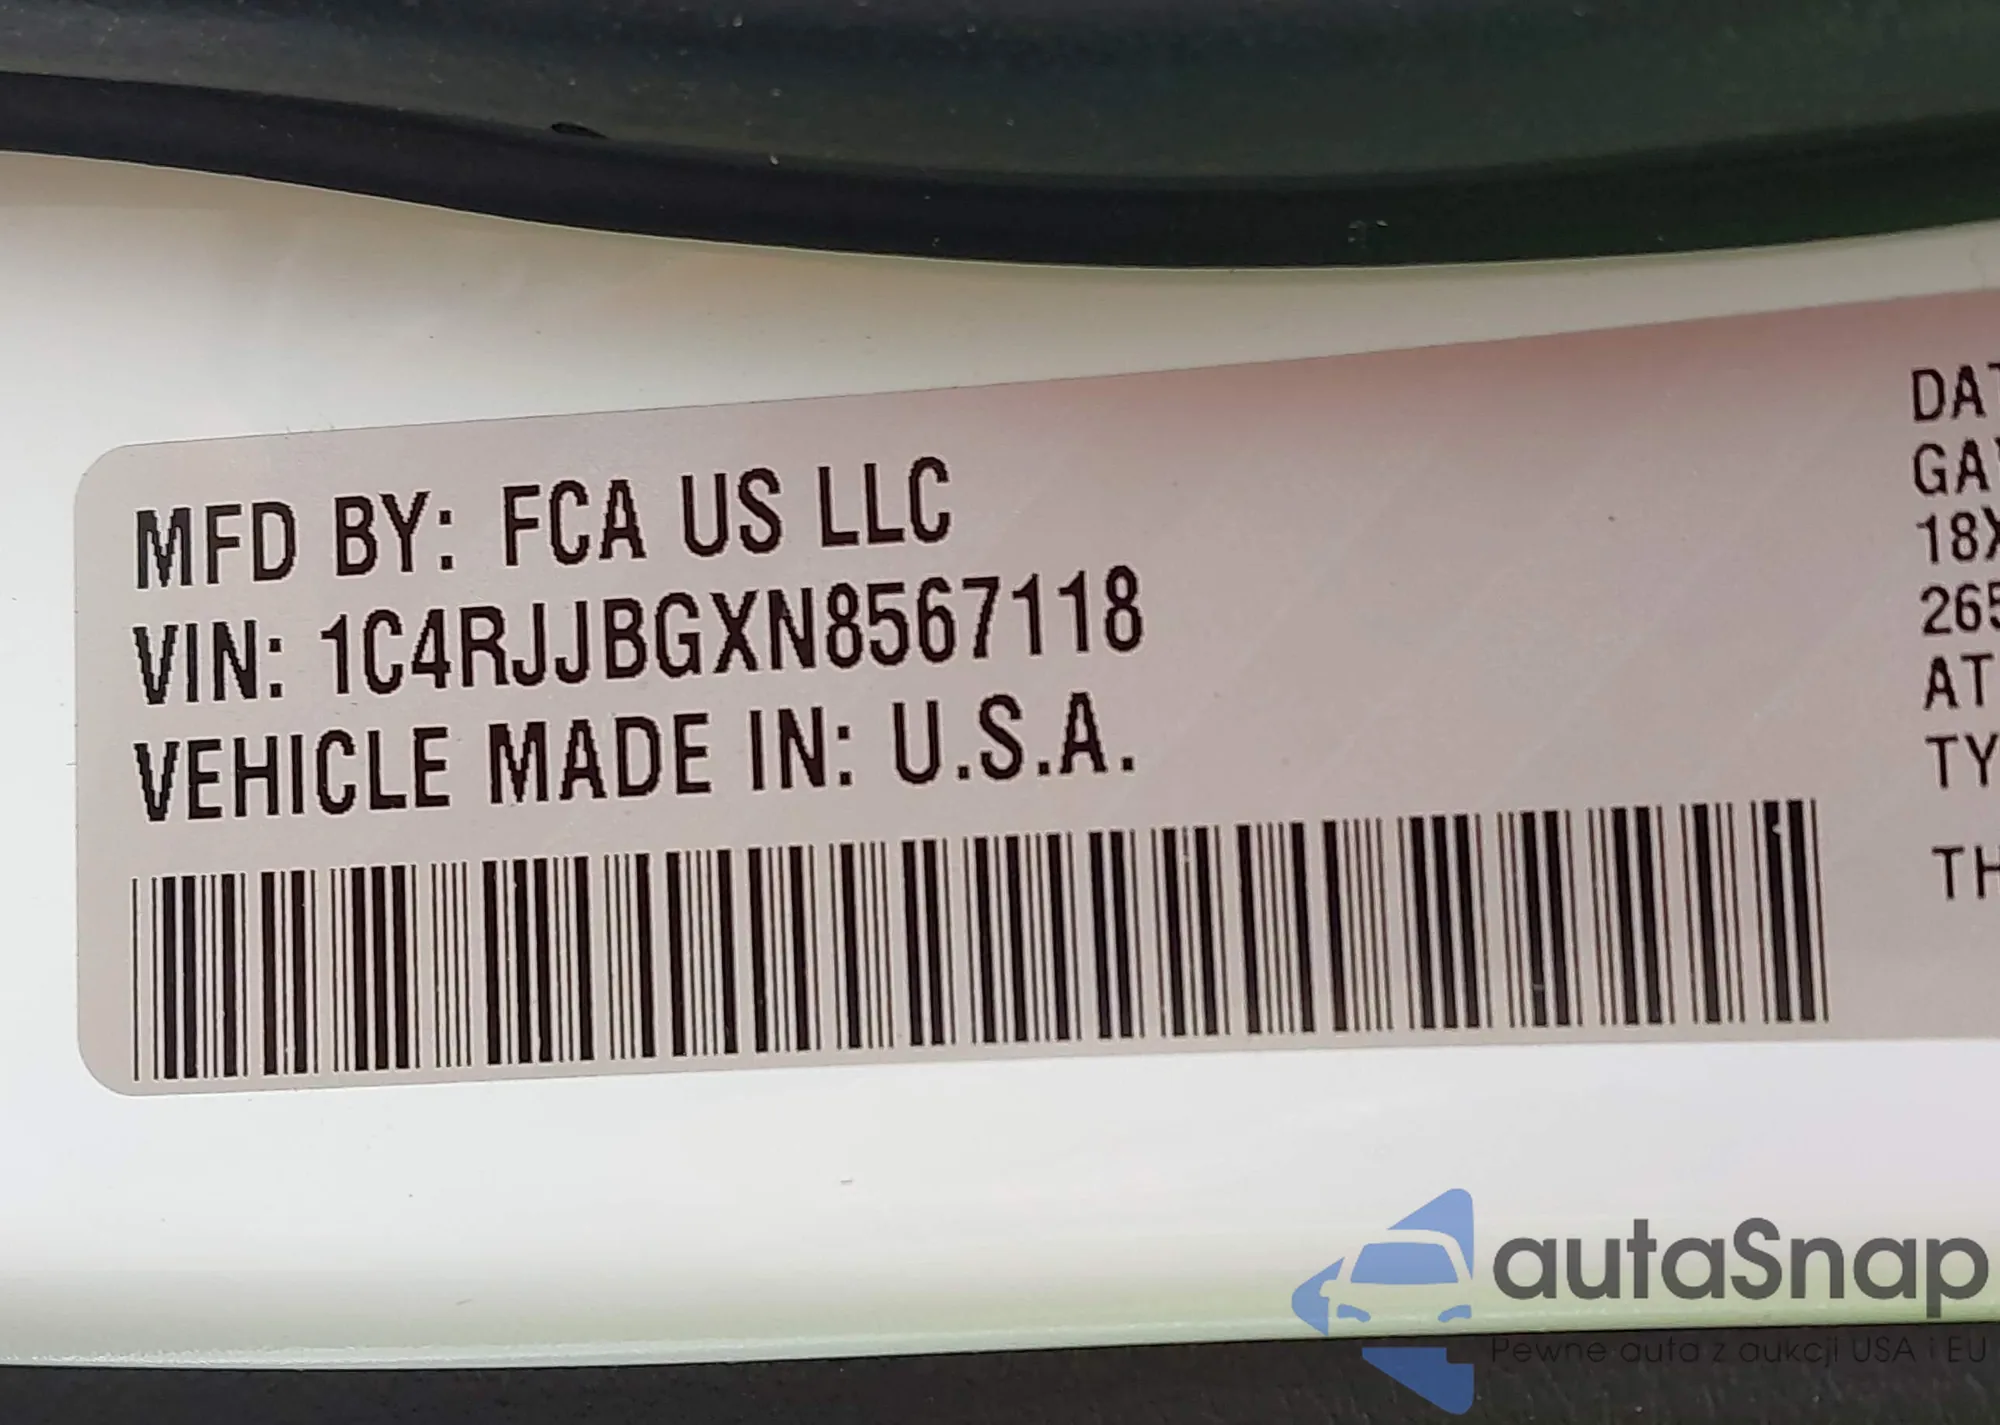 MFD BY: FCA US LLC
VIN: 1C4RJJBGXN8567118
VEHICLE MADE IN: U.S.A.
DAT
GA
18X
265
AT
TY
TH
autaSnap
Pewne auta z aukcji USA i EU